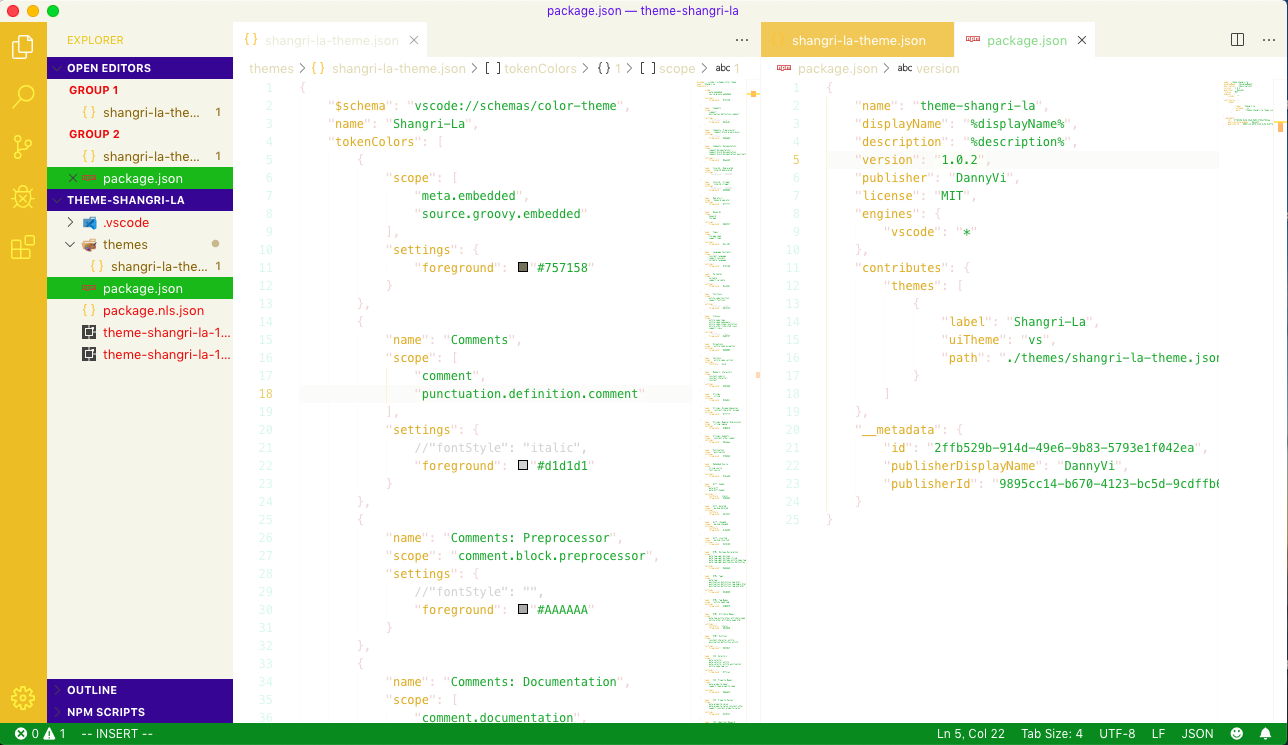 package.json — theme-shangri-la
EXPLORER
OPEN EDITORS
GROUP 1
{ } shangri-la-the... 1
GROUP 2
{ } shangri-la-the... 1
package.json
THEME-SHANGRI-LA
.vscode
themes
{ } shangri-la-the... 1
package.json
{ } package.nls.json
theme-shangri-la-1...
theme-shangri-la-1...
OUTLINE
NPM SCRIPTS
{ } shangri-la-theme.json
themes > { } shangri-la-theme.json > [ ] tokenColors > {} 1 > [ ] scope > abc 1
1 {
2 "$schema": "vscode://schemas/color-theme",
3 "name": "Shangri-La",
4 "tokenColors": [
5 {
6 "scope": [
7 "meta.embedded",
8 "source.groovy.embedded"
9 ],
10 "settings": {
11 "foreground": "#757158"
12 }
13 },
14 {
15 "name": "Comments",
16 "scope": [
17 "comment",
18 "punctuation.definition.comment"
19 ],
20 "settings": {
21 //"fontStyle": "italic",
22 "foreground": "#d1d1d1"
23 }
24 },
25 {
26 "name": "Comments: Preprocessor",
27 "scope": "comment.block.preprocessor",
28 "settings": {
29 //"fontStyle": "",
30 "foreground": "#AAAAAA"
31 }
32 },
33 {
34 "name": "Comments: Documentation",
35 "scope": [
36 "comment.documentation",
shangri-la-theme.json
package.json
package.json > abc version
1 {
2 "name": "theme-shangri-la",
3 "displayName": "%displayName%",
4 "description": "%description%",
5 "version": "1.0.2",
6 "publisher": "DannyVi",
7 "license": "MIT",
8 "engines": {
9 "vscode": "*"
10 },
11 "contributes": {
12 "themes": [
13 {
14 "label": "Shangri-La",
15 "uiTheme": "vs",
16 "path": "./themes/shangri-la-theme.json
17 }
18 ]
19 },
20 "__metadata": {
21 "id": "2ffb529b-914d-49e6-9b83-5793e1f042ea",
22 "publisherDisplayName": "DannyVi",
23 "publisherId": "9895cc14-b670-4123-bc5d-9cdffb6
24 }
25 }
0 1 -- INSERT --
Ln 5, Col 22 Tab Size: 4 UTF-8 LF JSON